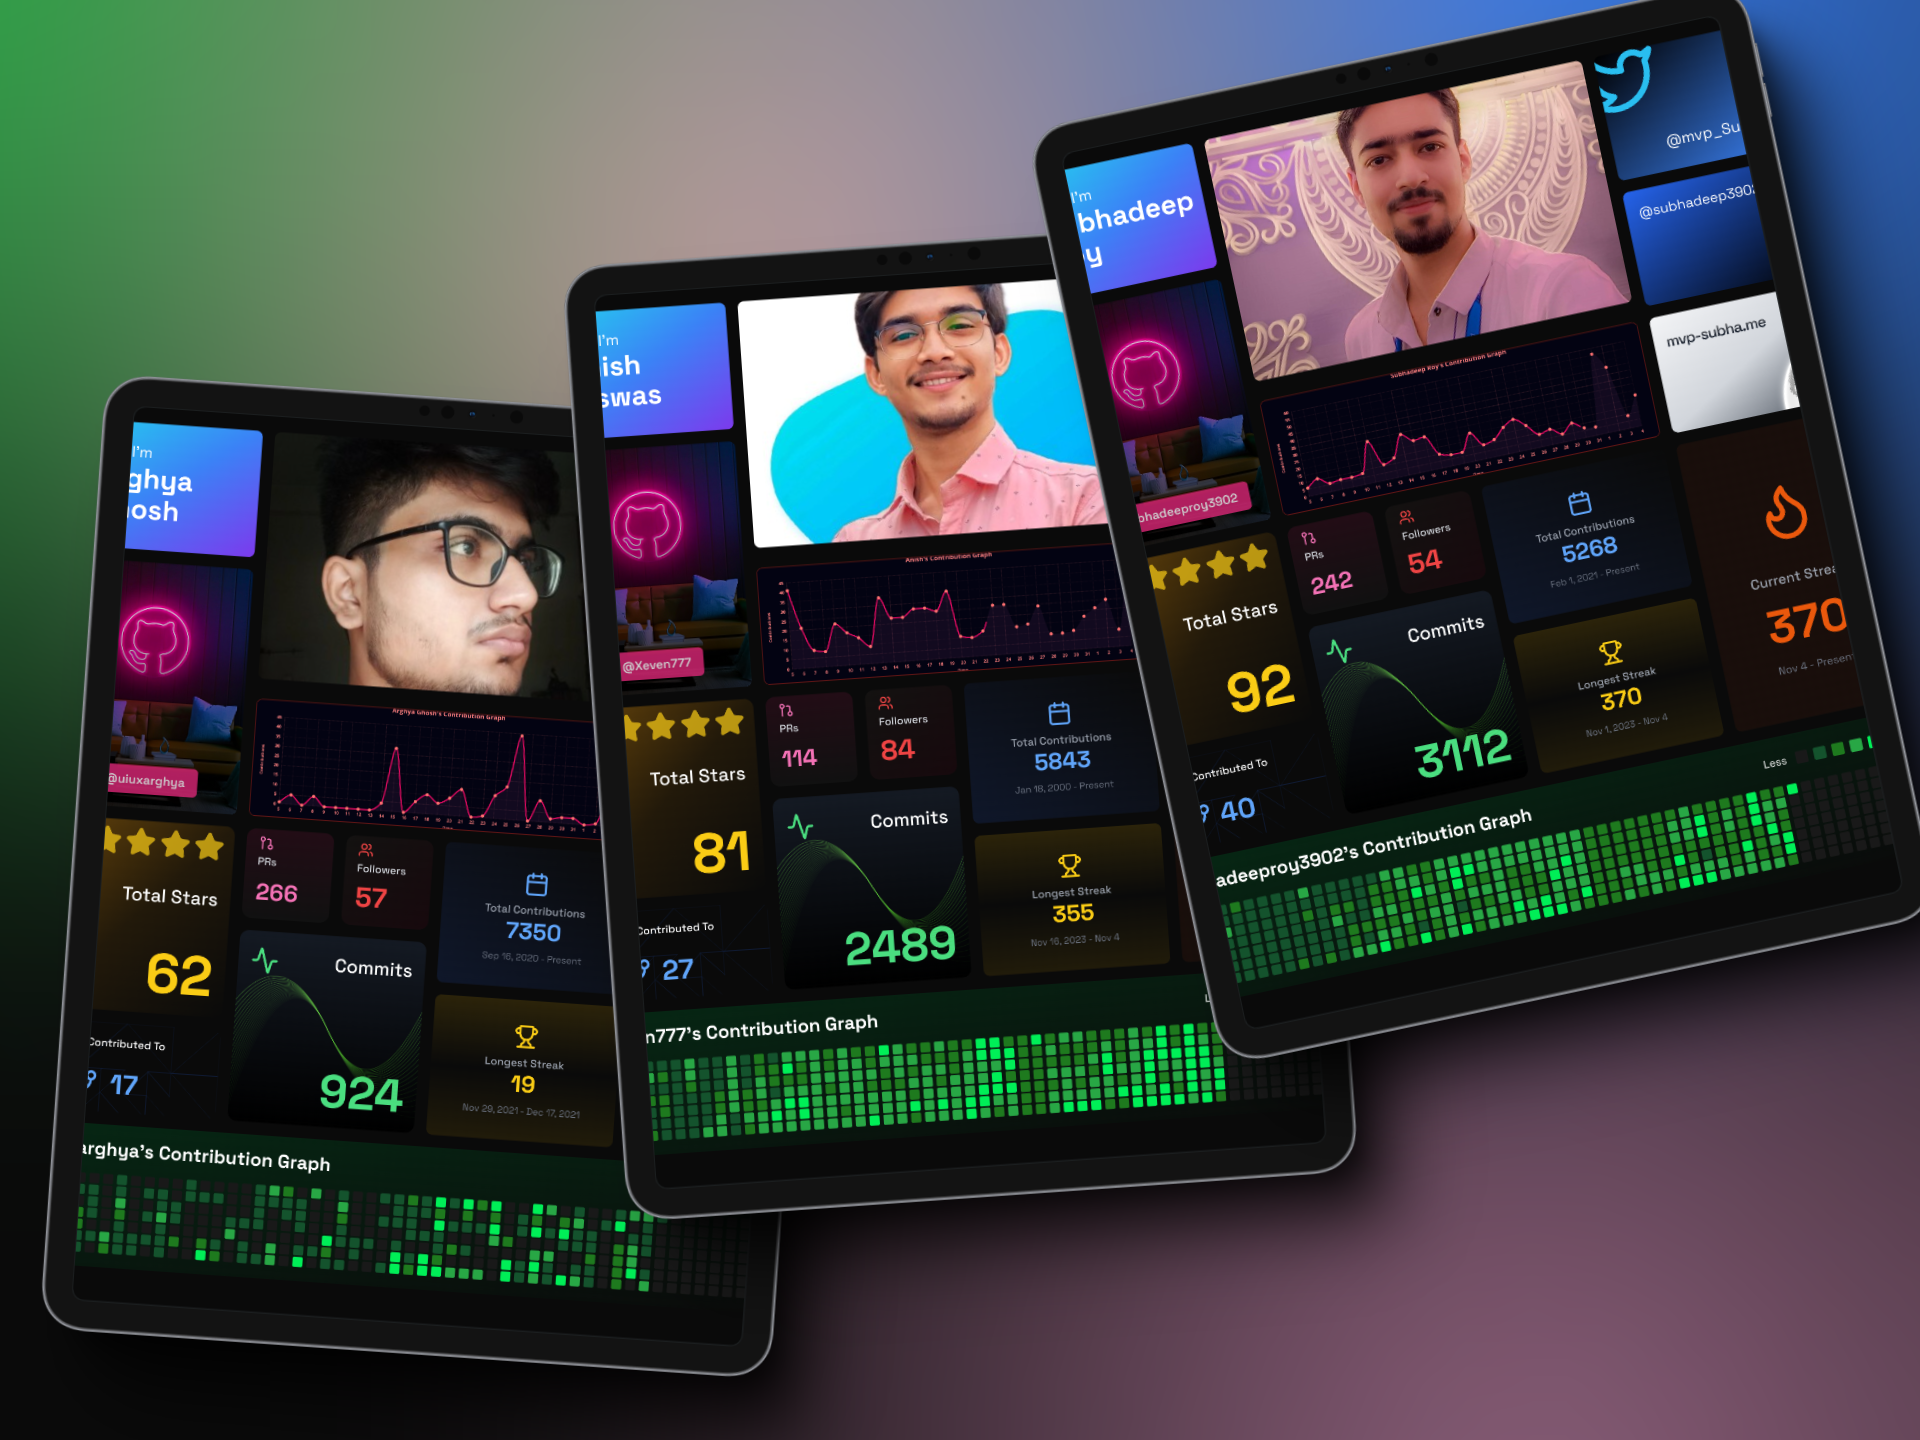 I'm
ghya
osh
@uiuxarghya
Arghya Ghosh's Contribution Graph
Total Stars
62
PRs
266
Followers
57
Total Contributions
7350
Sep 16, 2020 - Present
Contributed To
17
Commits
924
Longest Streak
19
Nov 29, 2021 - Dec 17, 2021
arghya's Contribution Graph
I'm
ish
swas
@Xeven777
Anish's Contribution Graph
Total Stars
81
PRs
114
Followers
84
Total Contributions
5843
Jan 18, 2000 - Present
Contributed To
27
Commits
2489
Longest Streak
355
Nov 16, 2023 - Nov 4
n777's Contribution Graph
I'm
bhadeep
y
@mvp_Su
@subhadeep3902
mvp-subha.me
bhadeeproy3902
Subhadeep Roy's Contribution Graph
Total Stars
92
PRs
242
Followers
54
Total Contributions
5268
Feb 1, 2021 - Present
Current Strea
370
Nov 4 - Present
Contributed To
40
Commits
3112
Longest Streak
370
Nov 1, 2023 - Nov 4
Less
adeeproy3902's Contribution Graph